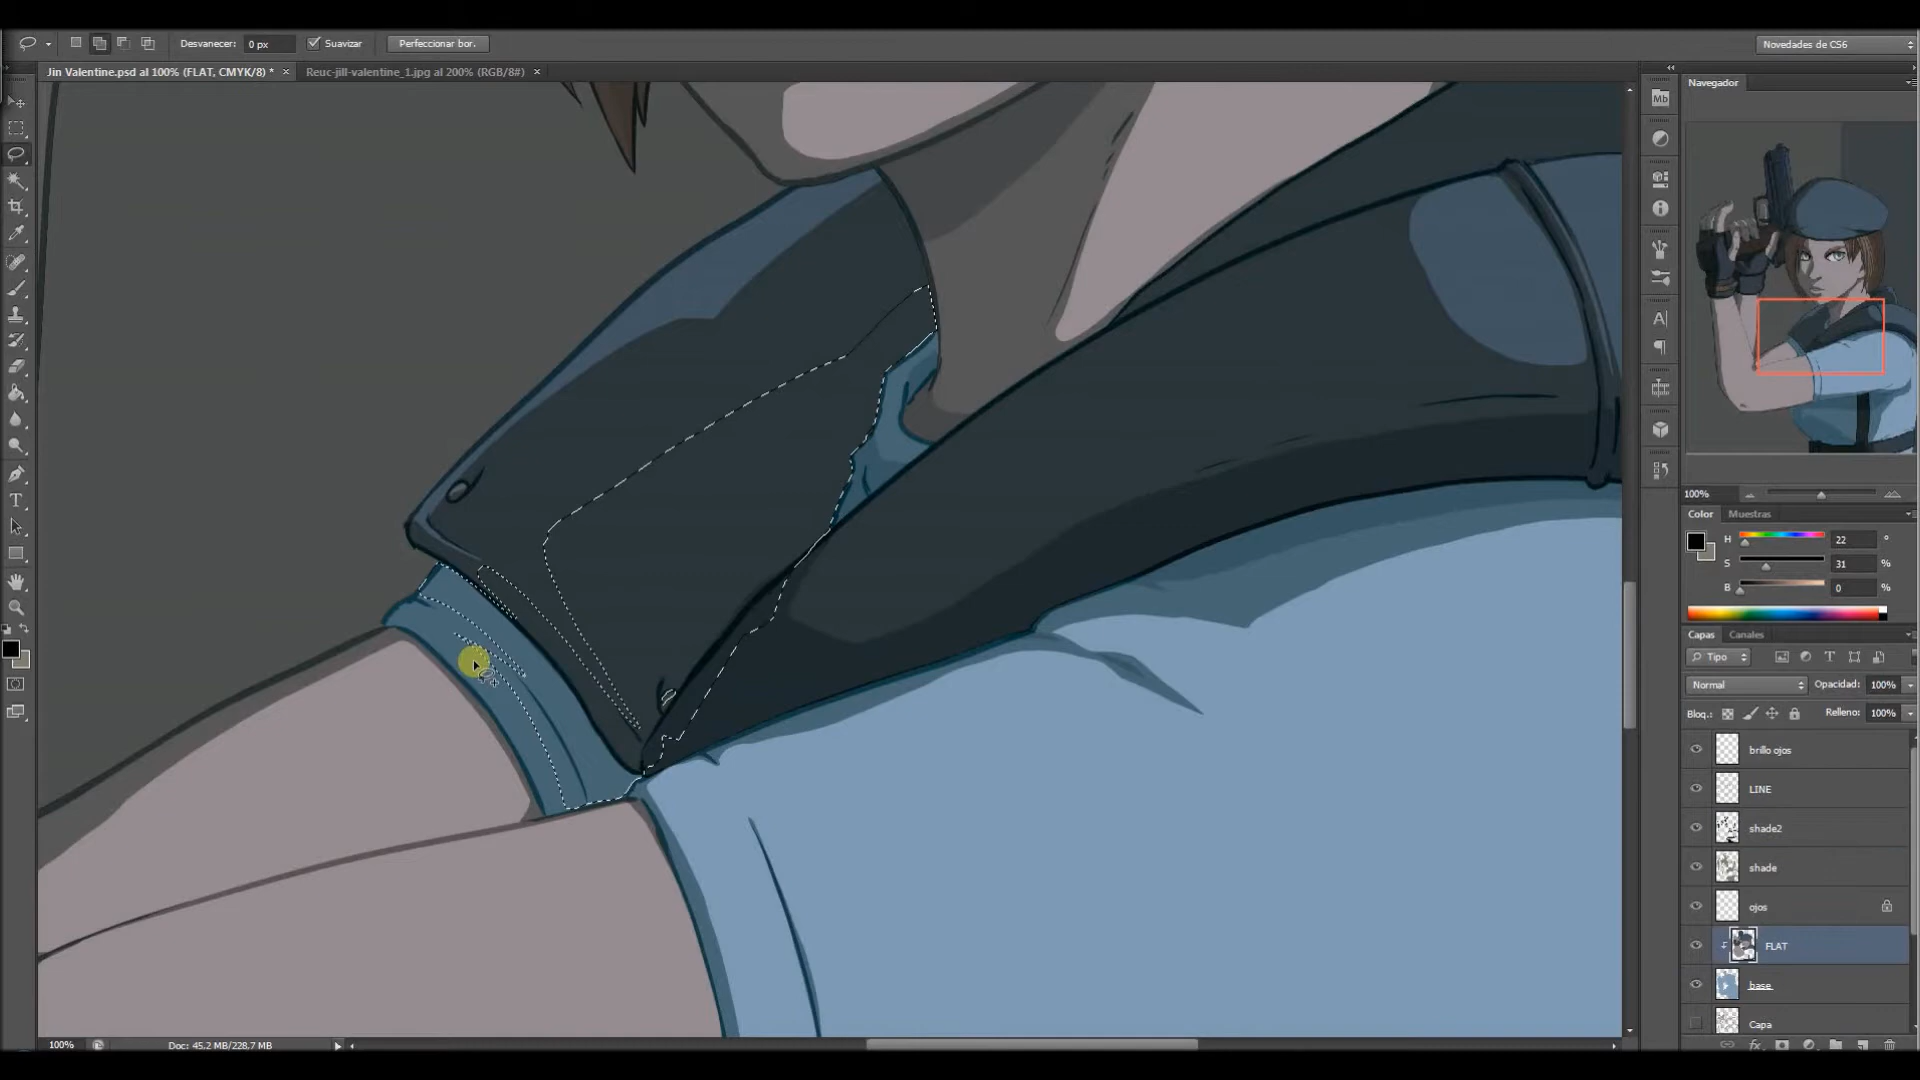 Desvanecer: 0 px Suavizar Perfeccionar bor. Novedades de CS6
Jin Valentine.psd al 100% (FLAT, CMYK/8) * × Reuc-jill-valentine_1.jpg al 200% (RGB/8#) ×
Navegador
Mb
100%
Color Muestras
H 22 °
S 31 %
B 0 %
Capas Canales
Tipo
Normal Opacidad: 100%
Bloq.: Relleno: 100%
brillo ojos
LINE
shade2
shade
ojos
FLAT
base
Capa
100% Doc: 45.2 MB/228.7 MB